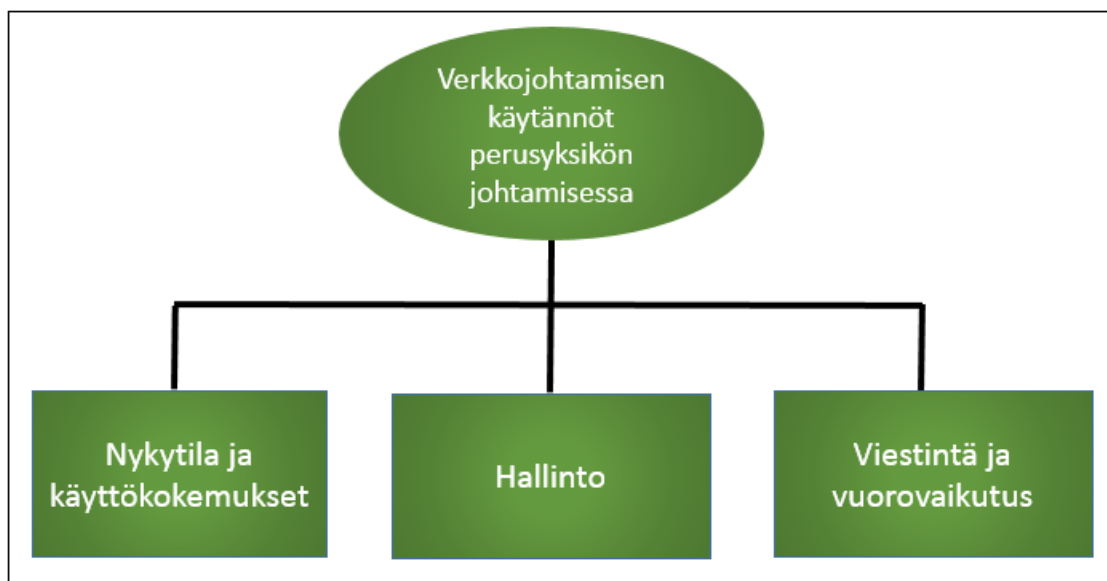 Verkkojohtamisen
käytännöt
perusyksikön
johtamisessa
Nykytila ja
käyttökokemukset
Hallinto
Viestintä ja
vuorovaikutus